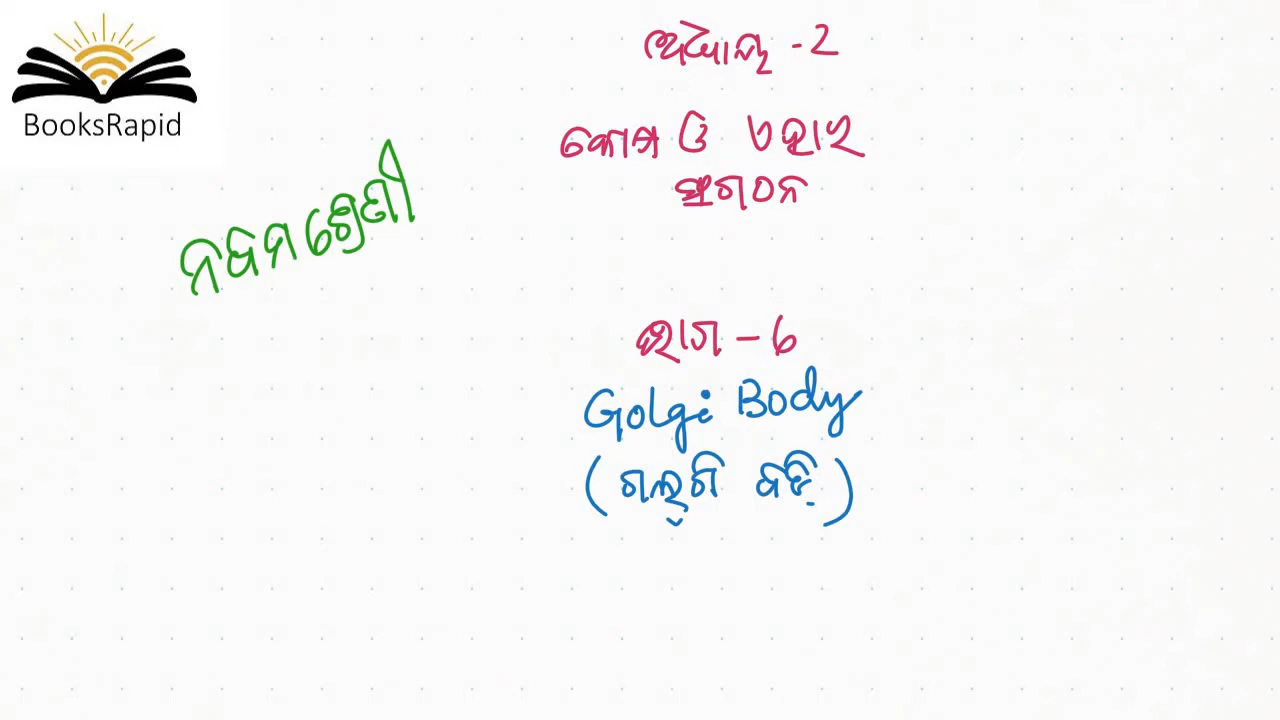 BooksRapid
ଅଧ୍ୟାୟ - 2
କୋଷ ଓ ତାହାର
ସଂଗଠନ
ନବମ ଶ୍ରେଣୀ
ଭାଗ - 6
Golgi Body
(ଗଲ୍‌ଗି ବଡ଼ି)